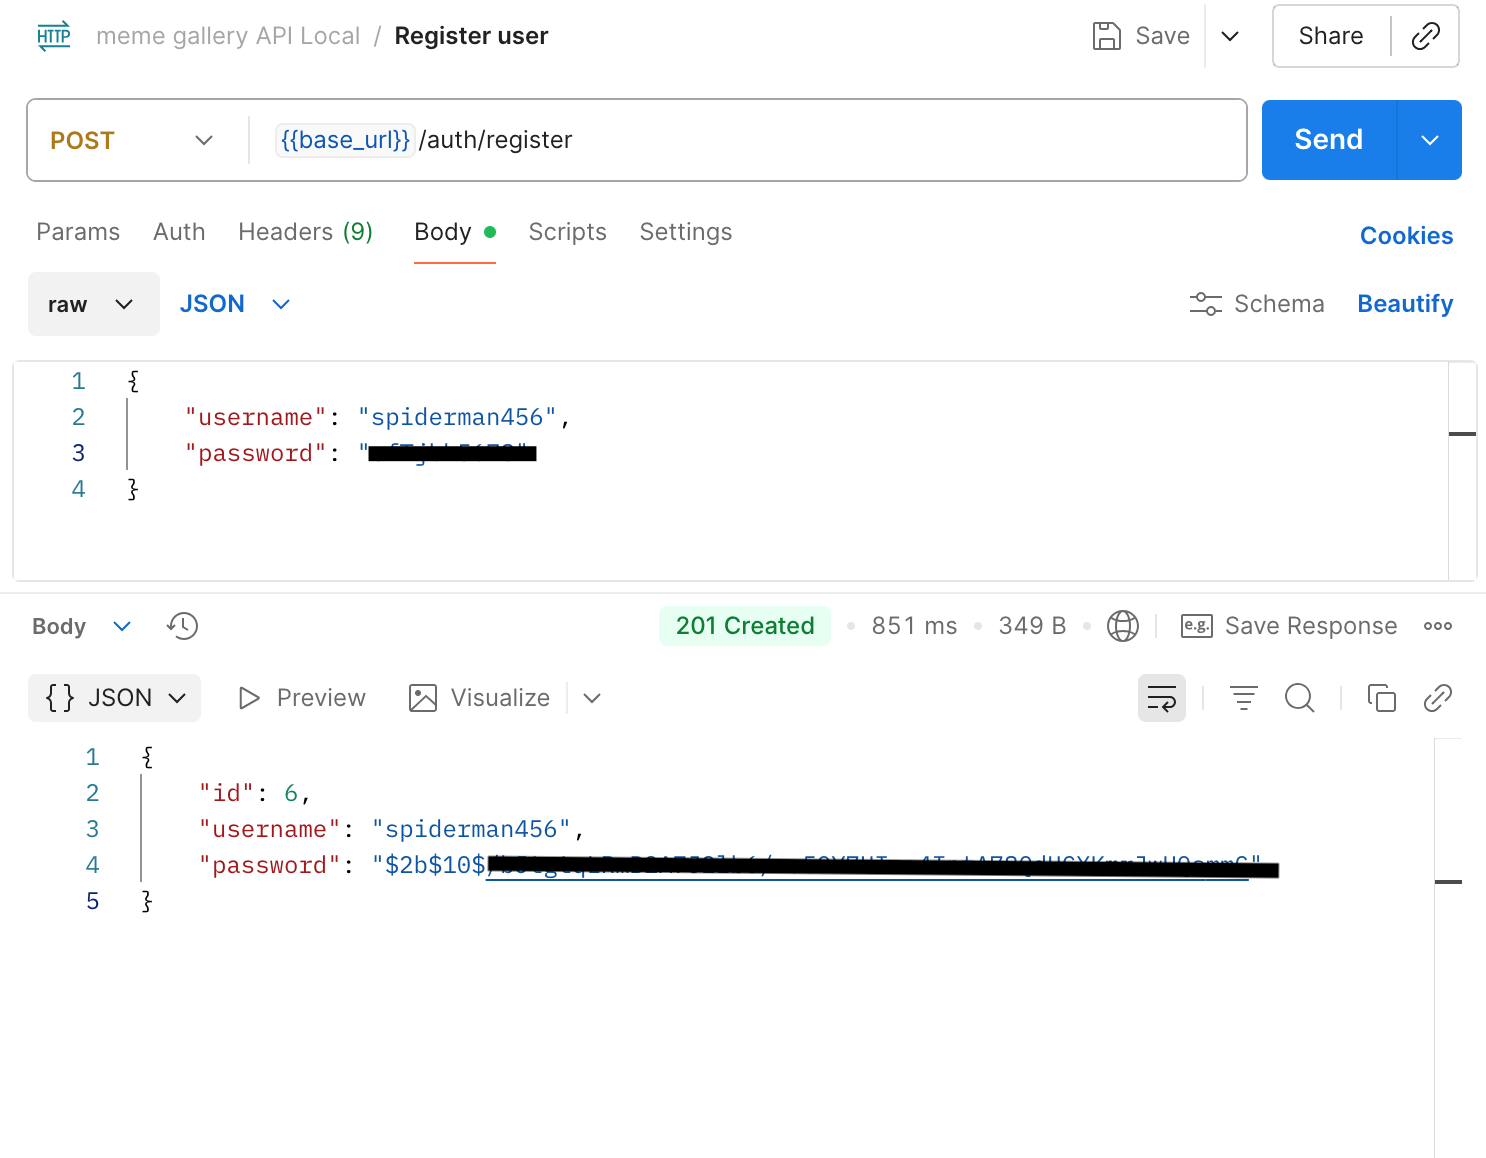 HTTP meme gallery API Local / Register user Save Share
POST {{base_url}}/auth/register Send
Params Auth Headers (9) Body Scripts Settings Cookies
raw JSON Schema Beautify
1 {
2 "username": "spiderman456",
3 "password": "
4 }
Body 201 Created 851 ms 349 B e.g. Save Response
{} JSON Preview Visualize
1 {
2 "id": 6,
3 "username": "spiderman456",
4 "password": "$2b$10$
5 }